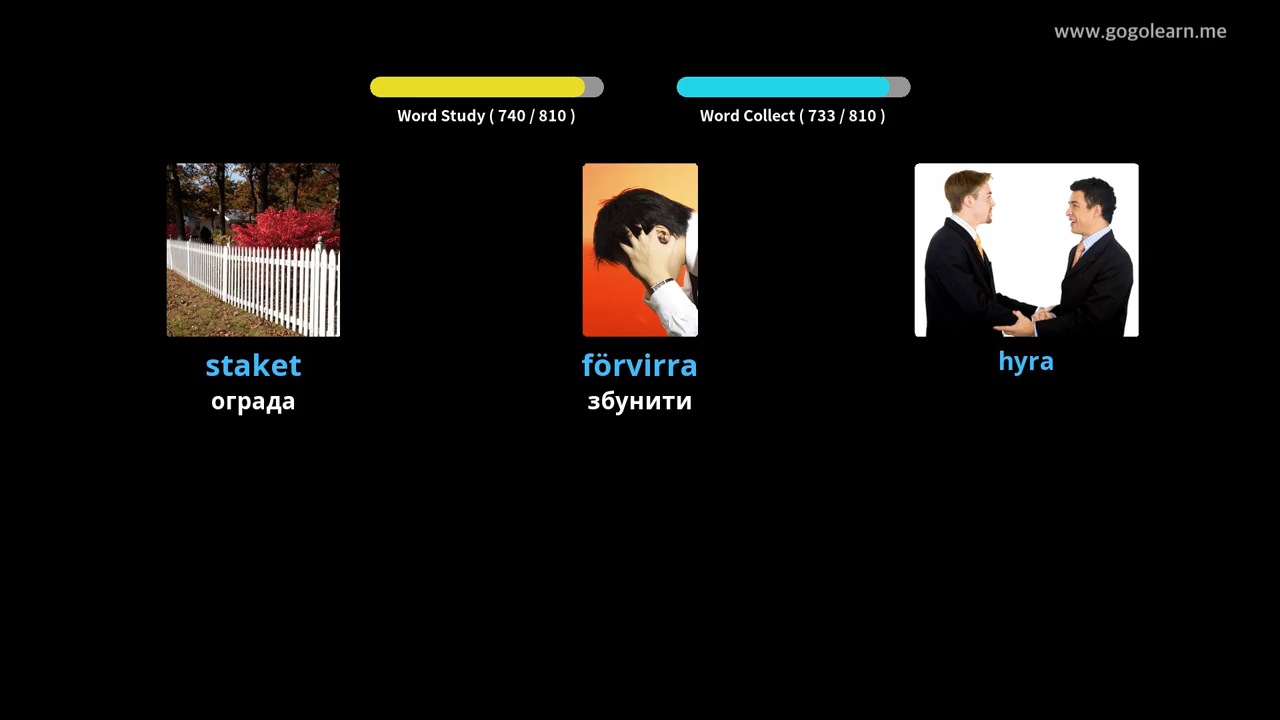 www.gogolearn.me
Word Study ( 740 / 810 )
Word Collect ( 733 / 810 )
staket
förvirra
hyra
ограда
збунити